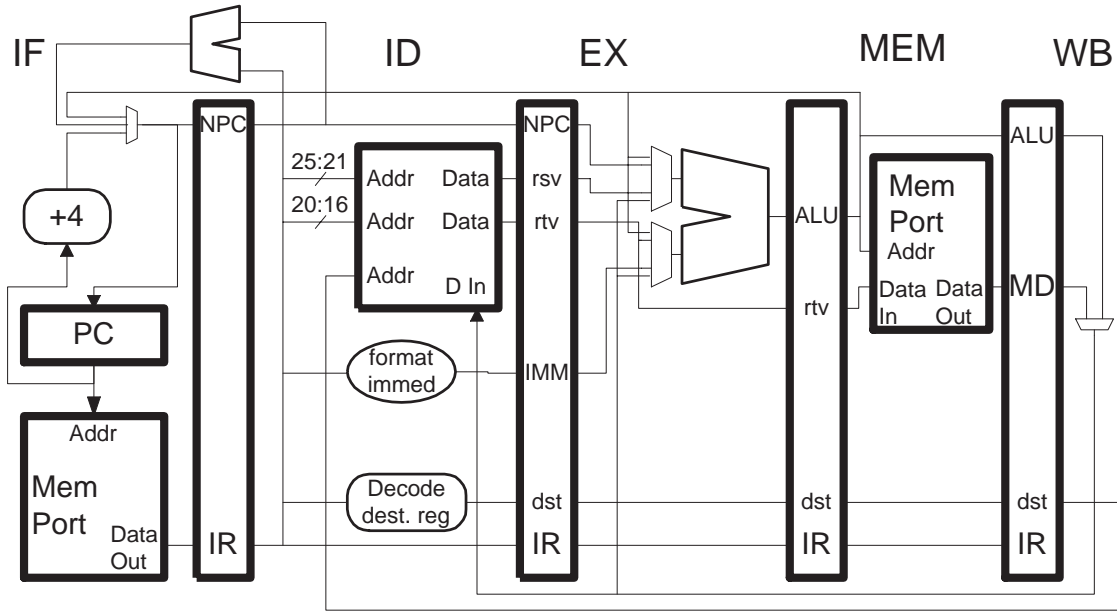 IF
ID
EX
MEM
WB
NPC
+4
PC
Addr
Mem
Port
Data
Out
IR
25:21
20:16
Addr
Data
Addr
Data
Addr
D In
format
immed
Decode
dest. reg
NPC
rsv
rtv
IMM
dst
IR
ALU
rtv
dst
IR
Mem
Port
Addr
Data
In
Data
Out
ALU
MD
dst
IR